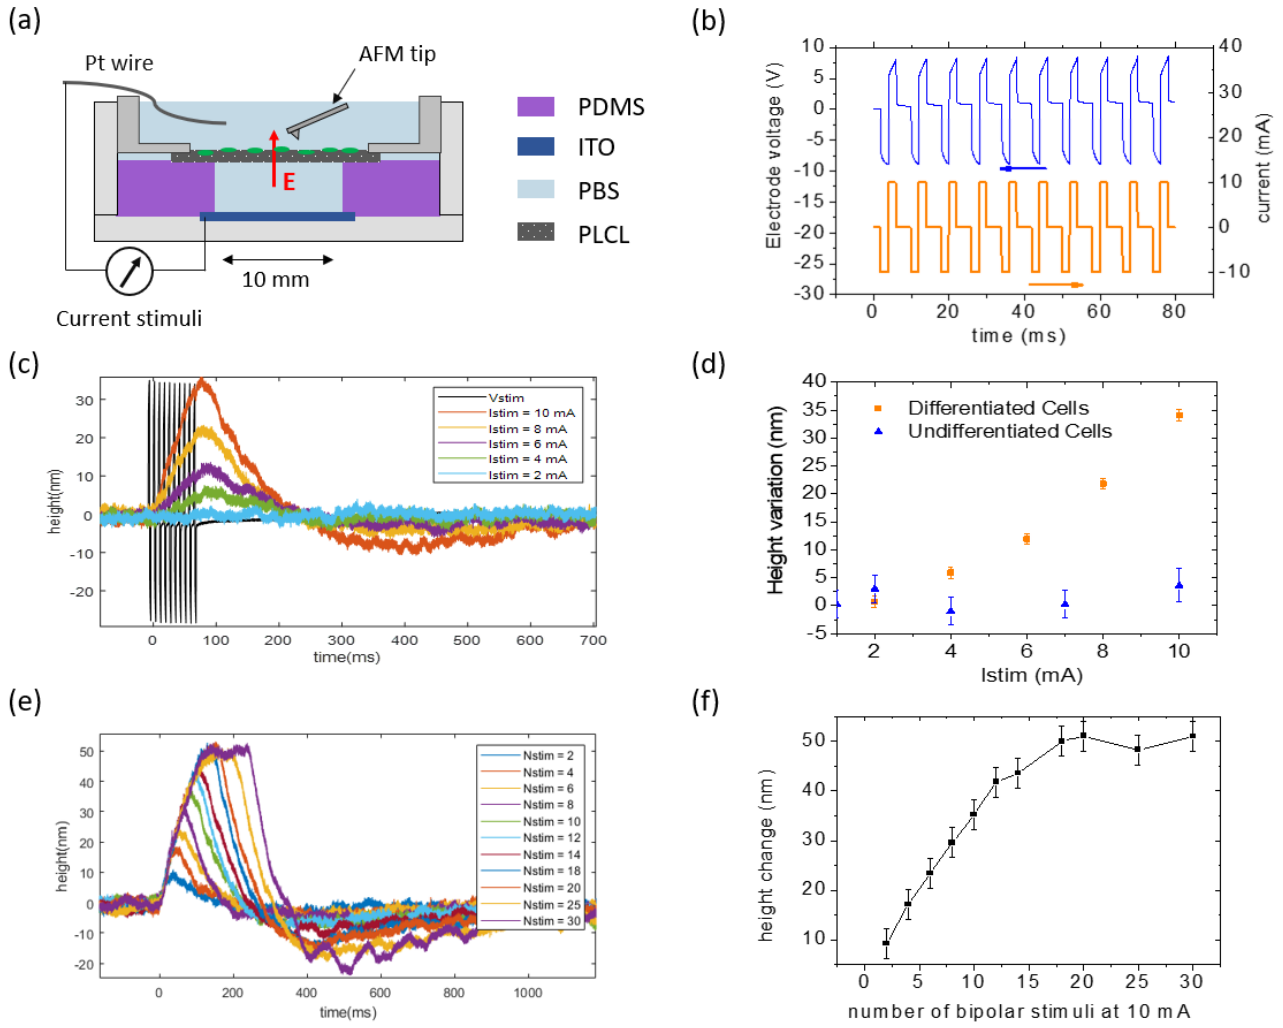 (a)
Pt wire
AFM tip
E
10 mm
Current stimuli
PDMS
ITO
PBS
PLCL
(b)
10
5
0
-5
-10
-15
-20
-25
-30
Electrode voltage (V)
40
30
20
10
0
-10
current (mA)
0 20 40 60 80
time (ms)
(c)
30
20
10
0
-10
-20
height(nm)
Vstim
Istim = 10 mA
Istim = 8 mA
Istim = 6 mA
Istim = 4 mA
Istim = 2 mA
0 100 200 300 400 500 600 700
time(ms)
(d)
40
35
30
25
20
15
10
5
0
-5
Height variation (nm)
Differentiated Cells
Undifferentiated Cells
2 4 6 8 10
Istim (mA)
(e)
50
40
30
20
10
0
-10
-20
height(nm)
Nstim = 2
Nstim = 4
Nstim = 6
Nstim = 8
Nstim = 10
Nstim = 12
Nstim = 14
Nstim = 18
Nstim = 20
Nstim = 25
Nstim = 30
0 200 400 600 800 1000
time(ms)
(f)
50
40
30
20
10
height change (nm)
0 5 10 15 20 25 30
number of bipolar stimuli at 10 mA